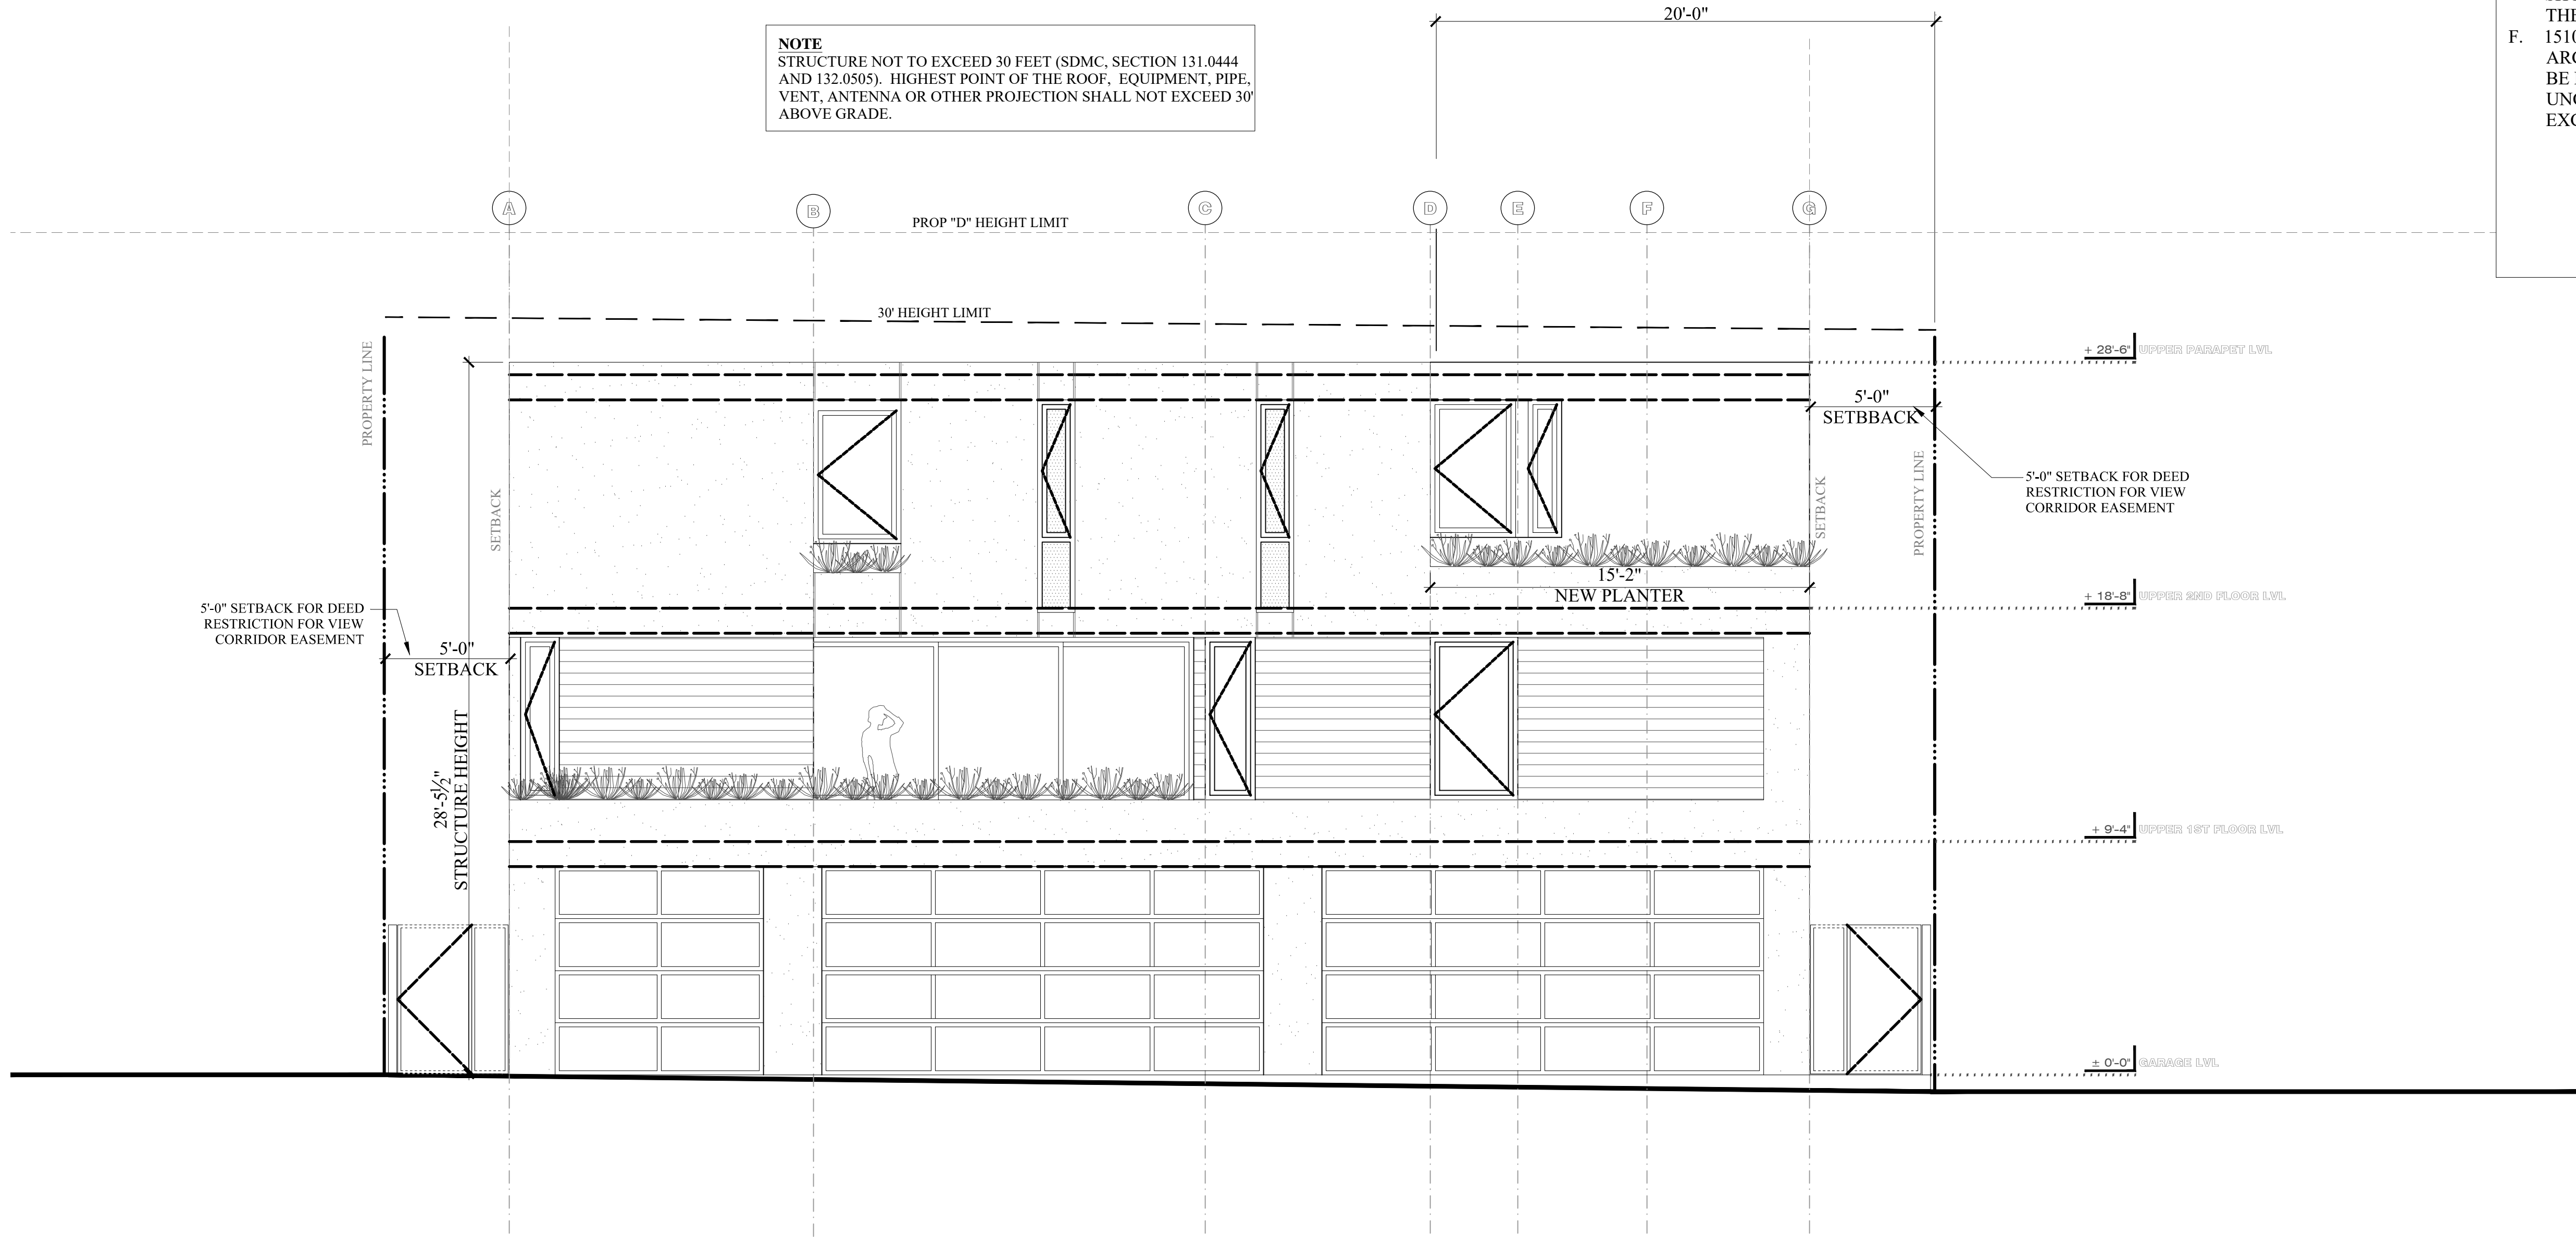 20'-0"
NOTE
STRUCTURE NOT TO EXCEED 30 FEET (SDMC, SECTION 131.0444
AND 132.0505).  HIGHEST POINT OF THE ROOF,  EQUIPMENT, PIPE,
VENT, ANTENNA OR OTHER PROJECTION SHALL NOT EXCEED 30'
ABOVE GRADE.
F.
BE
A
B
C
D
E
F
G
PROP "D" HEIGHT LIMIT
30' HEIGHT LIMIT
PROPERTY LINE
+ 28'-6" UPPER PARAPET LVL
5'-0"
SETBBACK
SETBACK
SETBACK
PROPERTY LINE
5'-0" SETBACK FOR DEED
RESTRICTION FOR VIEW
CORRIDOR EASEMENT
15'-2"
NEW PLANTER
+ 18'-8" UPPER 2ND FLOOR LVL
5'-0" SETBACK FOR DEED
RESTRICTION FOR VIEW
CORRIDOR EASEMENT
5'-0"
SETBACK
28'-5½"
STRUCTURE HEIGHT
+ 9'-4" UPPER 1ST FLOOR LVL
± 0'-0" GARAGE LVL